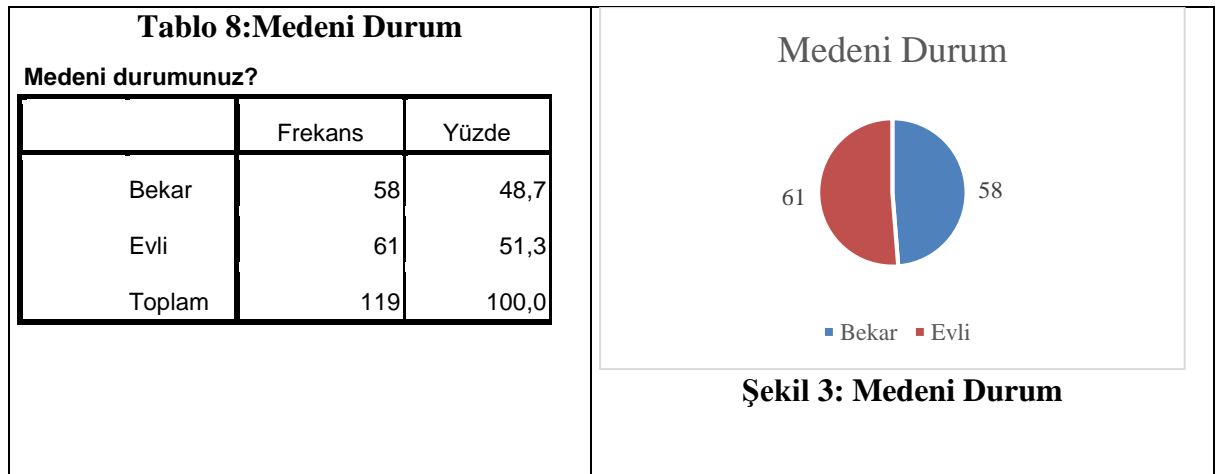 Tablo 8:Medeni Durum
Medeni durumunuz?
Frekans Yüzde
Bekar 58 48,7
Evli 61 51,3
Toplam 119 100,0
Medeni Durum
61 58
Bekar Evli
Şekil 3: Medeni Durum